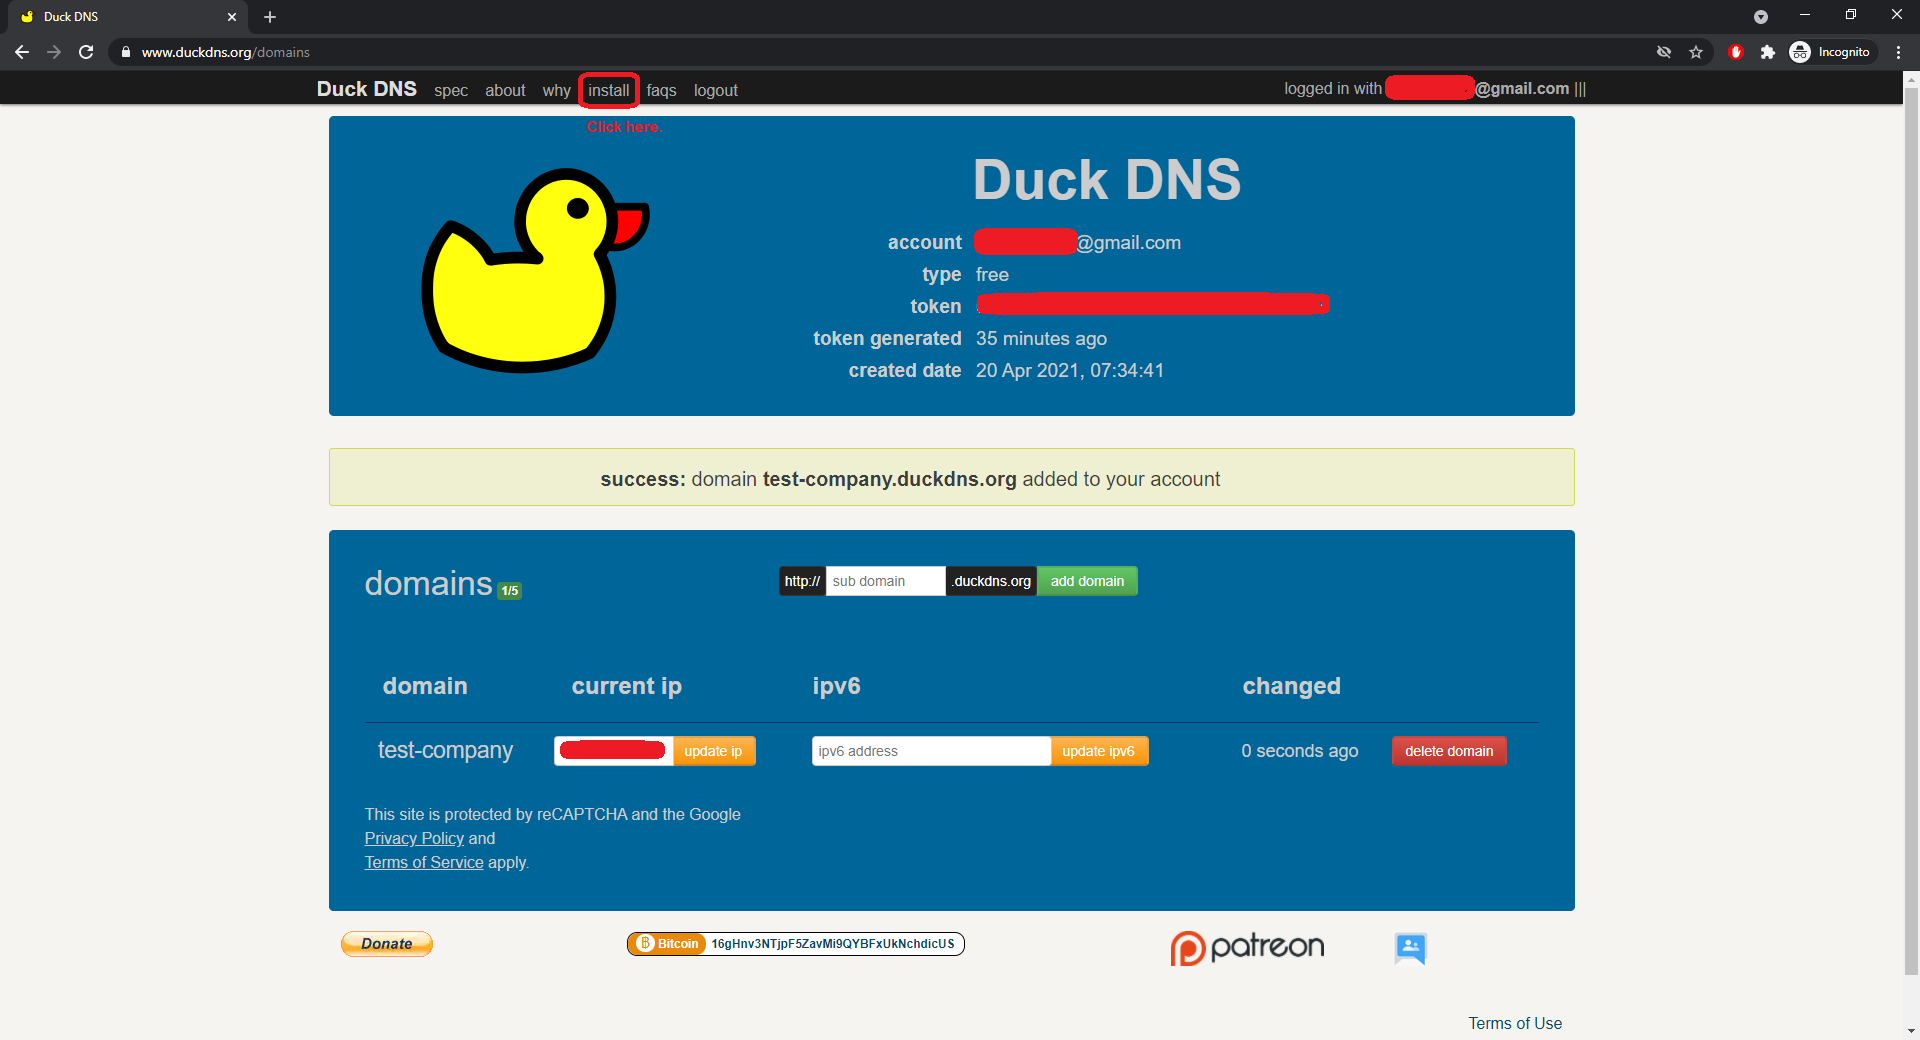 Duck DNS
www.duckdns.org/domains
Incognito
Duck DNS spec about why install faqs logout logged in with @gmail.com |||
Click here.
Duck DNS
account @gmail.com
type free
token
token generated 35 minutes ago
created date 20 Apr 2021, 07:34:41
success: domain test-company.duckdns.org added to your account
domains 1/5 http:// sub domain .duckdns.org add domain
domain current ip ipv6 changed
test-company update ip ipv6 address update ipv6 0 seconds ago delete domain
This site is protected by reCAPTCHA and the Google
Privacy Policy and
Terms of Service apply.
Donate Bitcoin 16gHnv3NTjpF5ZavMi9QYBFxUkNchdicUS patreon
Terms of Use